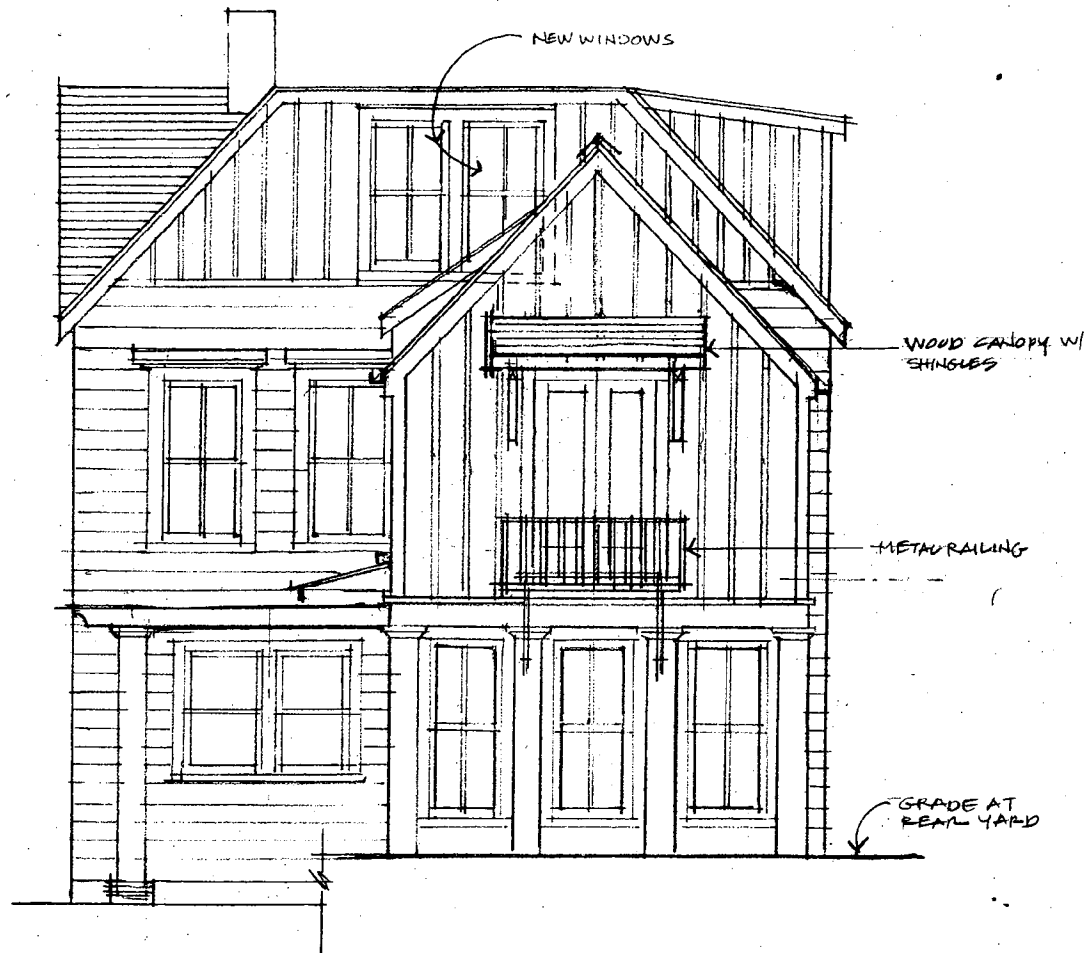 NEW WINDOWS
WOOD CANOPY W/
SHINGLES
METAL RAILING
GRADE AT
REAR YARD